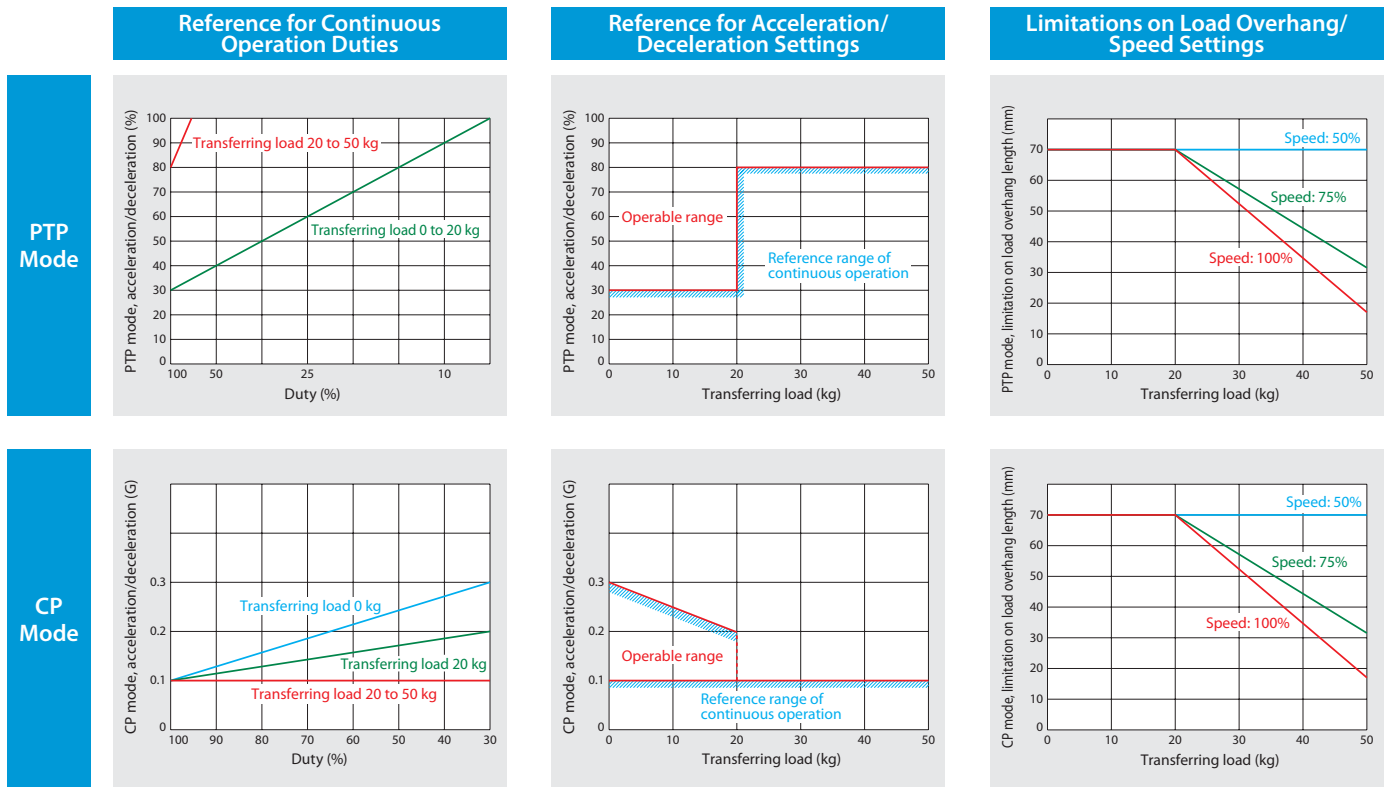 Reference for Continuous
Operation Duties
Reference for Acceleration/
Deceleration Settings
Limitations on Load Overhang/
Speed Settings
PTP
Mode
PTP mode, acceleration/deceleration (%)
100
90
80
70
60
50
40
30
20
10
0
Transferring load 20 to 50 kg
Transferring load 0 to 20 kg
100 50 25 10
Duty (%)
PTP mode, acceleration/deceleration (%)
100
90
80
70
60
50
40
30
20
10
0
Operable range
Reference range of
continuous operation
0 10 20 30 40 50
Transferring load (kg)
PTP mode, limitation on load overhang length (mm)
70
60
50
40
30
20
10
0
Speed: 50%
Speed: 75%
Speed: 100%
0 10 20 30 40 50
Transferring load (kg)
CP
Mode
CP mode, acceleration/deceleration (G)
0.3
0.2
0.1
0
Transferring load 0 kg
Transferring load 20 kg
Transferring load 20 to 50 kg
100 90 80 70 60 50 40 30
Duty (%)
CP mode, acceleration/deceleration (G)
0.3
0.2
0.1
0
Operable range
Reference range of
continuous operation
0 10 20 30 40 50
Transferring load (kg)
CP mode, limitation on load overhang length (mm)
70
60
50
40
30
20
10
0
Speed: 50%
Speed: 75%
Speed: 100%
0 10 20 30 40 50
Transferring load (kg)